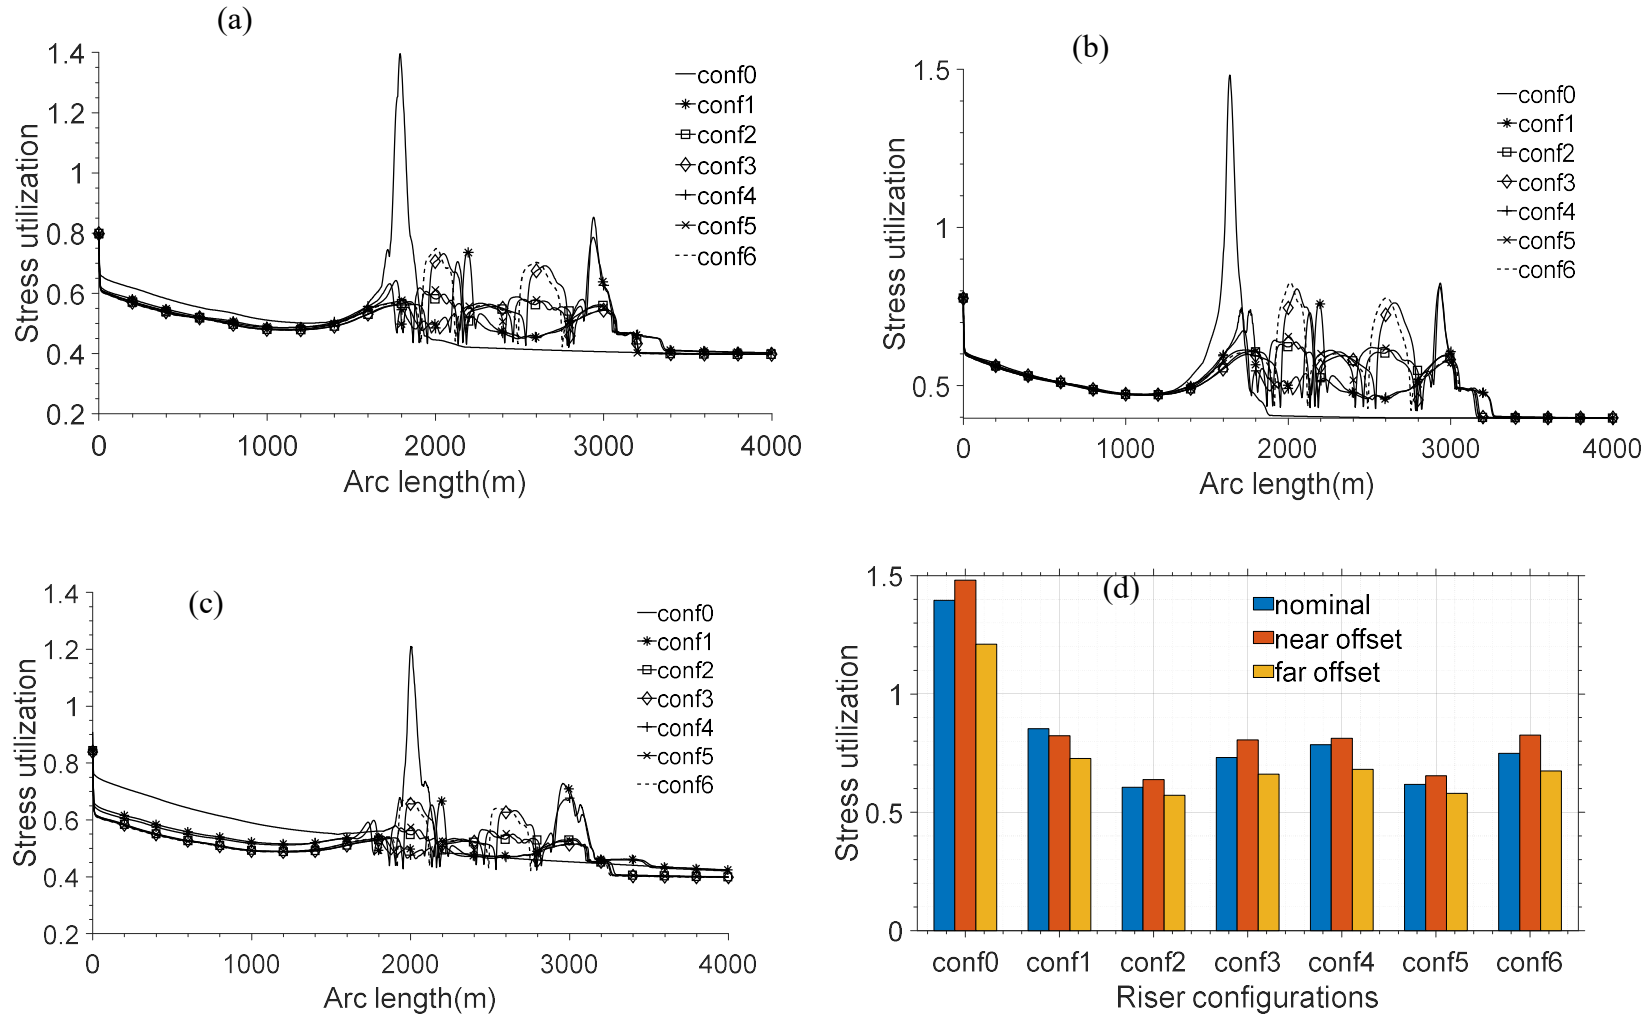 (a)
1.4
1.2
1
0.8
0.6
0.4
0.2
Stress utilization
0 1000 2000 3000 4000
Arc length(m)
conf0
conf1
conf2
conf3
conf4
conf5
conf6
(b)
1.5
1
0.5
Stress utilization
0 1000 2000 3000 4000
Arc length(m)
conf0
conf1
conf2
conf3
conf4
conf5
conf6
(c)
1.4
1.2
1
0.8
0.6
0.4
0.2
Stress utilization
0 1000 2000 3000 4000
Arc length(m)
conf0
conf1
conf2
conf3
conf4
conf5
conf6
(d)
1.5
1
0.5
0
Stress utilization
nominal
near offset
far offset
conf0 conf1 conf2 conf3 conf4 conf5 conf6
Riser configurations